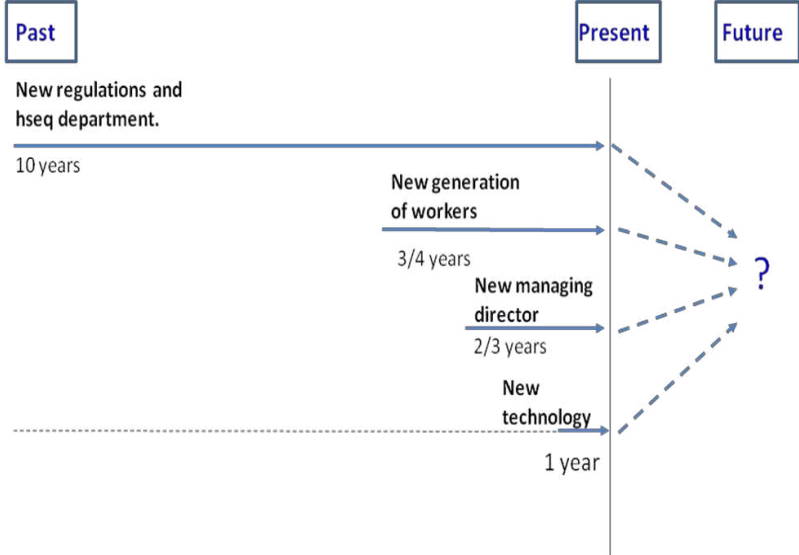 Past
Present
Future
New regulations and
hseq department.
10 years
New generation
of workers
3/4 years
New managing
director
2/3 years
New
technology
1 year
?